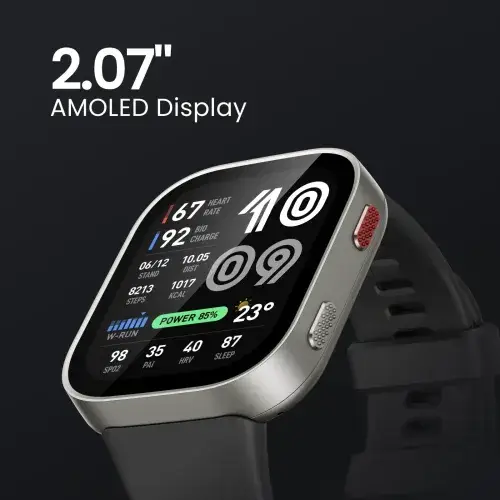 2.07"
AMOLED Display
67 HEART RATE
10
92 BIO CHARGE
09
06/12 STAND
10.05 DIST
8213 STEPS
1017 KCAL
23°
W-RUN
POWER 85%
98 SPO2
35 PAI
40 HRV
87 SLEEP